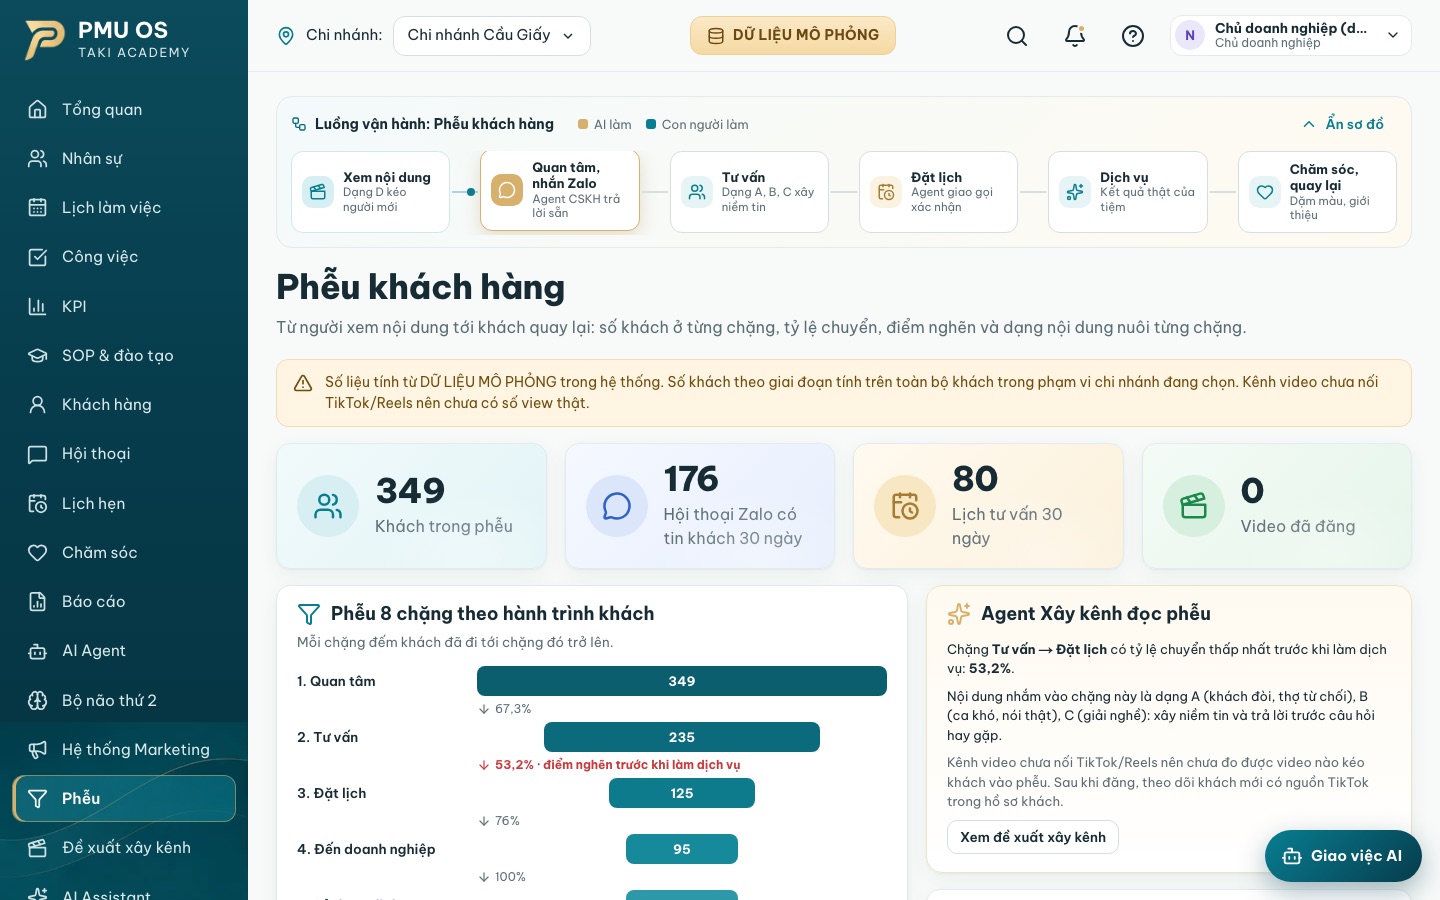 PMU OS
TAKI ACADEMY
Tổng quan
Nhân sự
Lịch làm việc
Công việc
KPI
SOP & đào tạo
Khách hàng
Hội thoại
Lịch hẹn
Chăm sóc
Báo cáo
AI Agent
Bộ não thứ 2
Hệ thống Marketing
Phễu
Đề xuất xây kênh
AI Assistant
Chi nhánh:
Chi nhánh Cầu Giấy
DỮ LIỆU MÔ PHỎNG
N
Chủ doanh nghiệp (d...
Chủ doanh nghiệp
Luồng vận hành: Phễu khách hàng
AI làm
Con người làm
Ẩn sơ đồ
Xem nội dung
Dạng D kéo
người mới
Quan tâm,
nhắn Zalo
Agent CSKH trả
lời sẵn
Tư vấn
Dạng A, B, C xây
niềm tin
Đặt lịch
Agent giao gọi
xác nhận
Dịch vụ
Kết quả thật của
tiệm
Chăm sóc,
quay lại
Dặm màu, giới
thiệu
Phễu khách hàng
Từ người xem nội dung tới khách quay lại: số khách ở từng chặng, tỷ lệ chuyển, điểm nghẽn và dạng nội dung nuôi từng chặng.
Số liệu tính từ DỮ LIỆU MÔ PHỎNG trong hệ thống. Số khách theo giai đoạn tính trên toàn bộ khách trong phạm vi chi nhánh đang chọn. Kênh video chưa nối
TikTok/Reels nên chưa có số view thật.
349
Khách trong phễu
176
Hội thoại Zalo có
tin khách 30 ngày
80
Lịch tư vấn 30
ngày
0
Video đã đăng
Phễu 8 chặng theo hành trình khách
Mỗi chặng đếm khách đã đi tới chặng đó trở lên.
1. Quan tâm
349
↓ 67,3%
2. Tư vấn
235
↓ 53,2% · điểm nghẽn trước khi làm dịch vụ
3. Đặt lịch
125
↓ 76%
4. Đến doanh nghiệp
95
↓ 100%
Agent Xây kênh đọc phễu
Chặng Tư vấn → Đặt lịch có tỷ lệ chuyển thấp nhất trước khi làm dịch
vụ: 53,2%.
Nội dung nhắm vào chặng này là dạng A (khách đòi, thợ từ chối), B
(ca khó, nói thật), C (giải nghề): xây niềm tin và trả lời trước câu hỏi
hay gặp.
Kênh video chưa nối TikTok/Reels nên chưa đo được video nào kéo
khách vào phễu. Sau khi đăng, theo dõi khách mới có nguồn TikTok
trong hồ sơ khách.
Xem đề xuất xây kênh
Giao việc AI